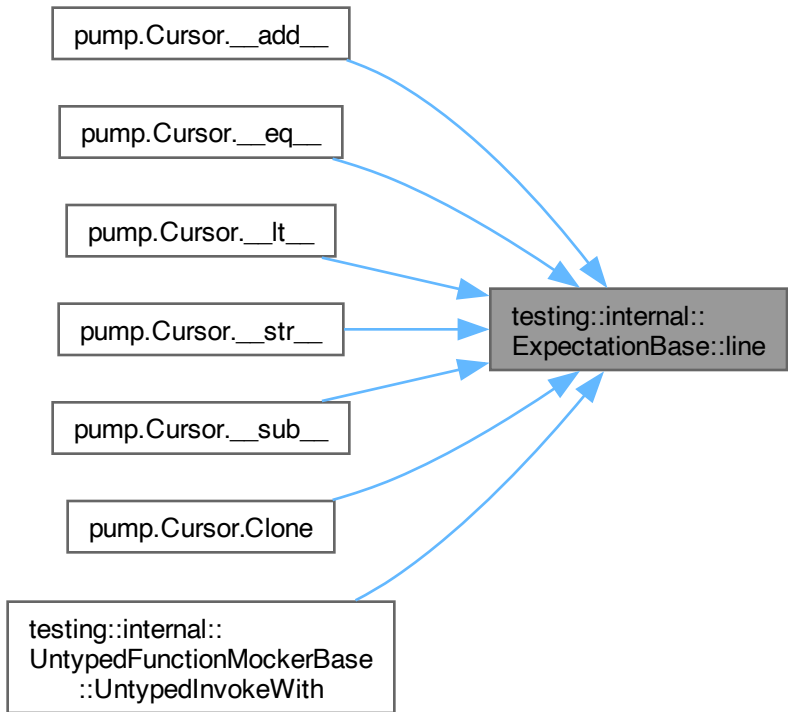 pump.Cursor.__add__
pump.Cursor.__eq__
pump.Cursor.__lt__
pump.Cursor.__str__
pump.Cursor.__sub__
pump.Cursor.Clone
testing::internal::
UntypedFunctionMockerBase
::UntypedInvokeWith
testing::internal::
ExpectationBase::line